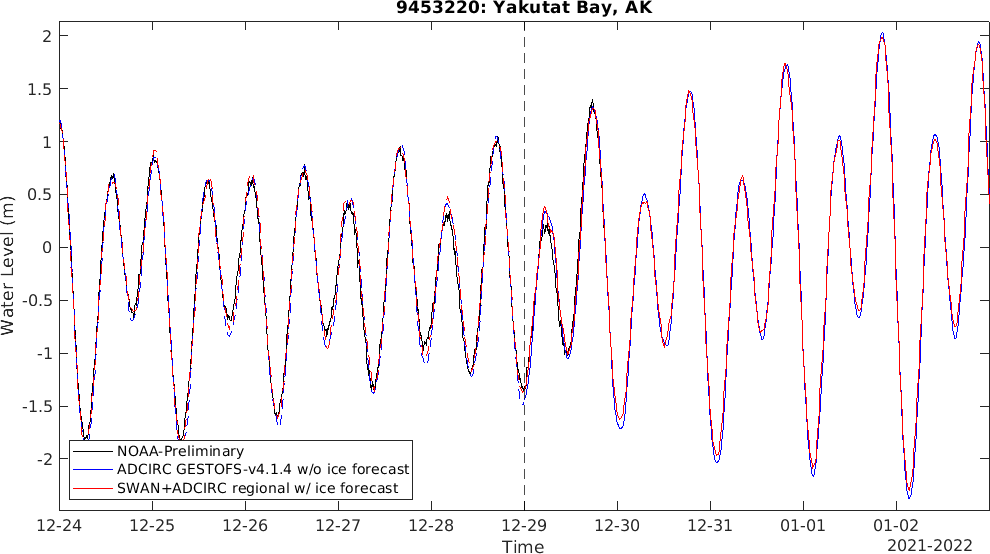 9453220: Yakutat Bay, AK
2
1.5
1
0.5
0
-0.5
-1
-1.5
-2
Water Level (m)
NOAA-Preliminary
ADCIRC GESTOFS-v4.1.4 w/o ice forecast
SWAN+ADCIRC regional w/ ice forecast
12-24 12-25 12-26 12-27 12-28 12-29 12-30 12-31 01-01 01-02
Time
2021-2022